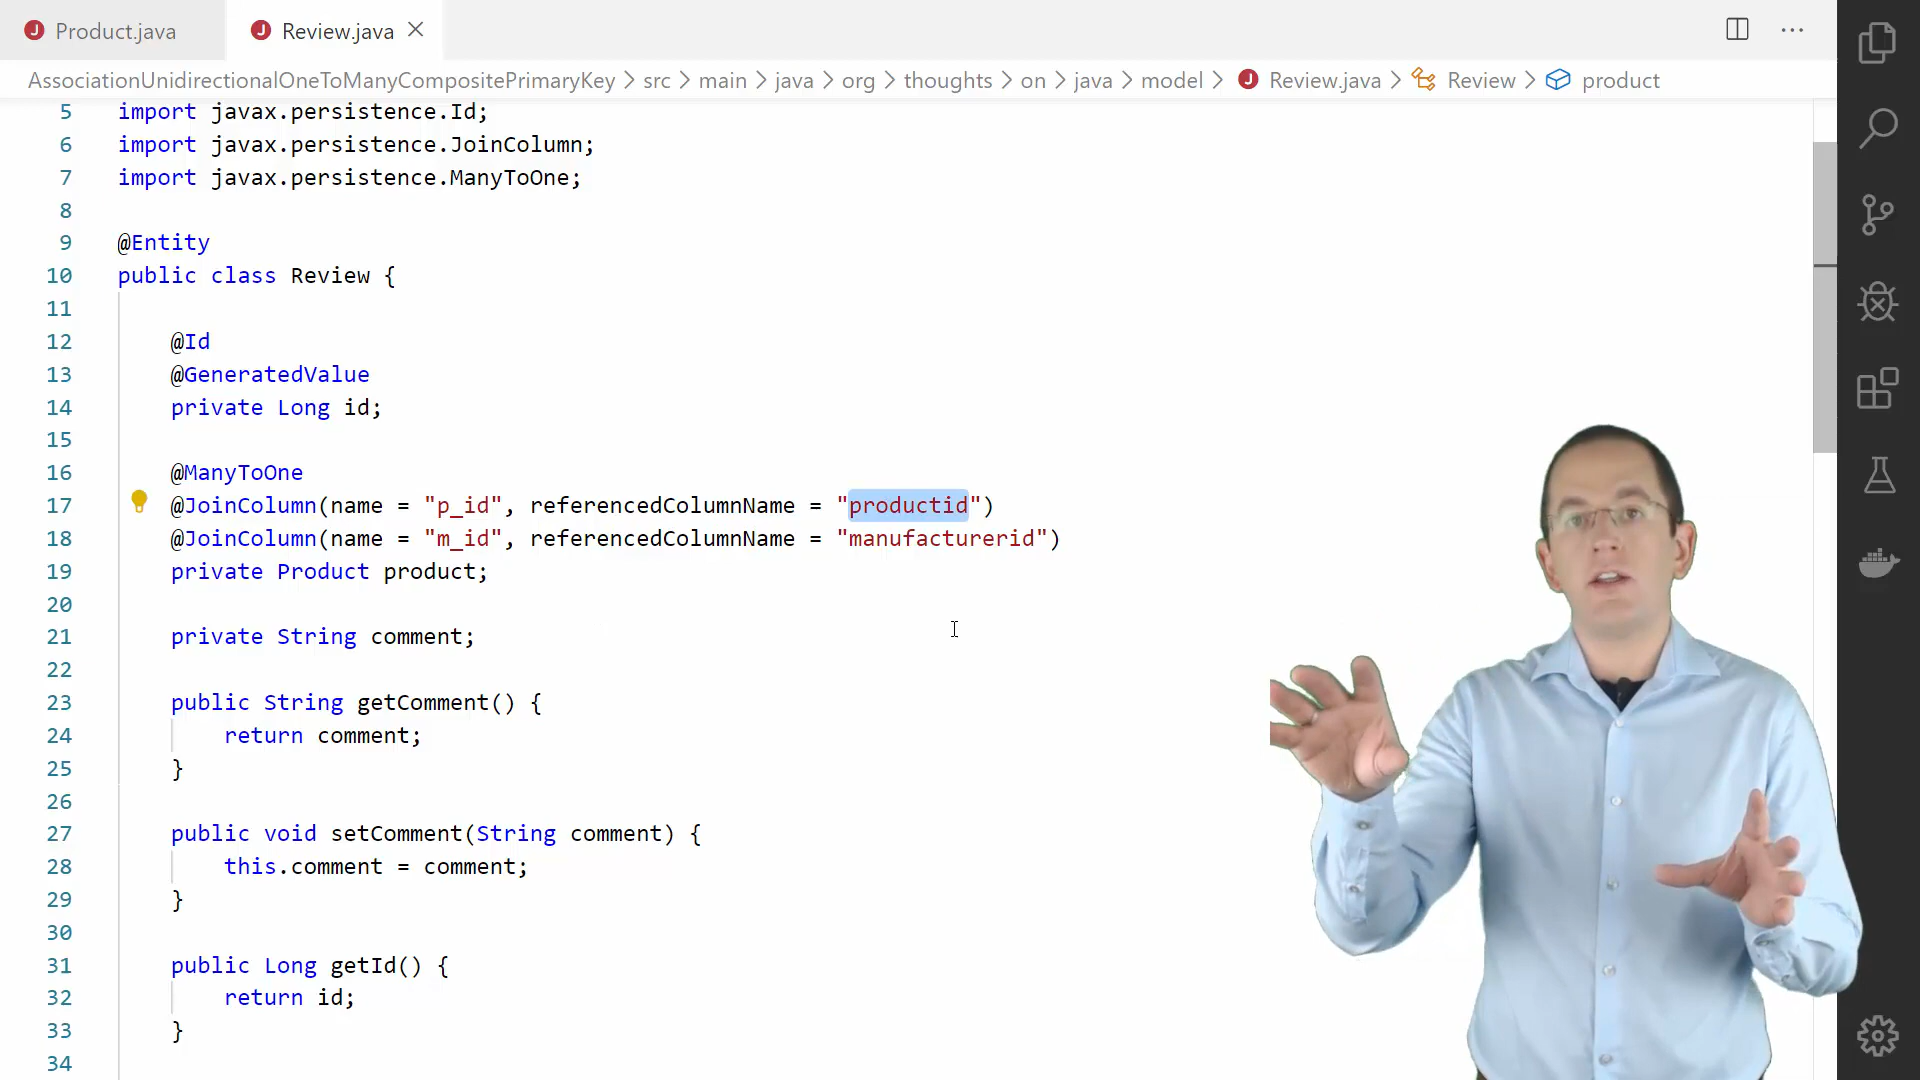 Product.java
Review.java
AssociationUnidirectionalOneToManyCompositePrimaryKey > src > main > java > org > thoughts > on > java > model > Review.java > Review > product
5 import javax.persistence.Id;
6 import javax.persistence.JoinColumn;
7 import javax.persistence.ManyToOne;
8
9 @Entity
10 public class Review {
11
12 @Id
13 @GeneratedValue
14 private Long id;
15
16 @ManyToOne
17 @JoinColumn(name = "p_id", referencedColumnName = "productid")
18 @JoinColumn(name = "m_id", referencedColumnName = "manufacturerid")
19 private Product product;
20
21 private String comment;
22
23 public String getComment() {
24 return comment;
25 }
26
27 public void setComment(String comment) {
28 this.comment = comment;
29 }
30
31 public Long getId() {
32 return id;
33 }
34